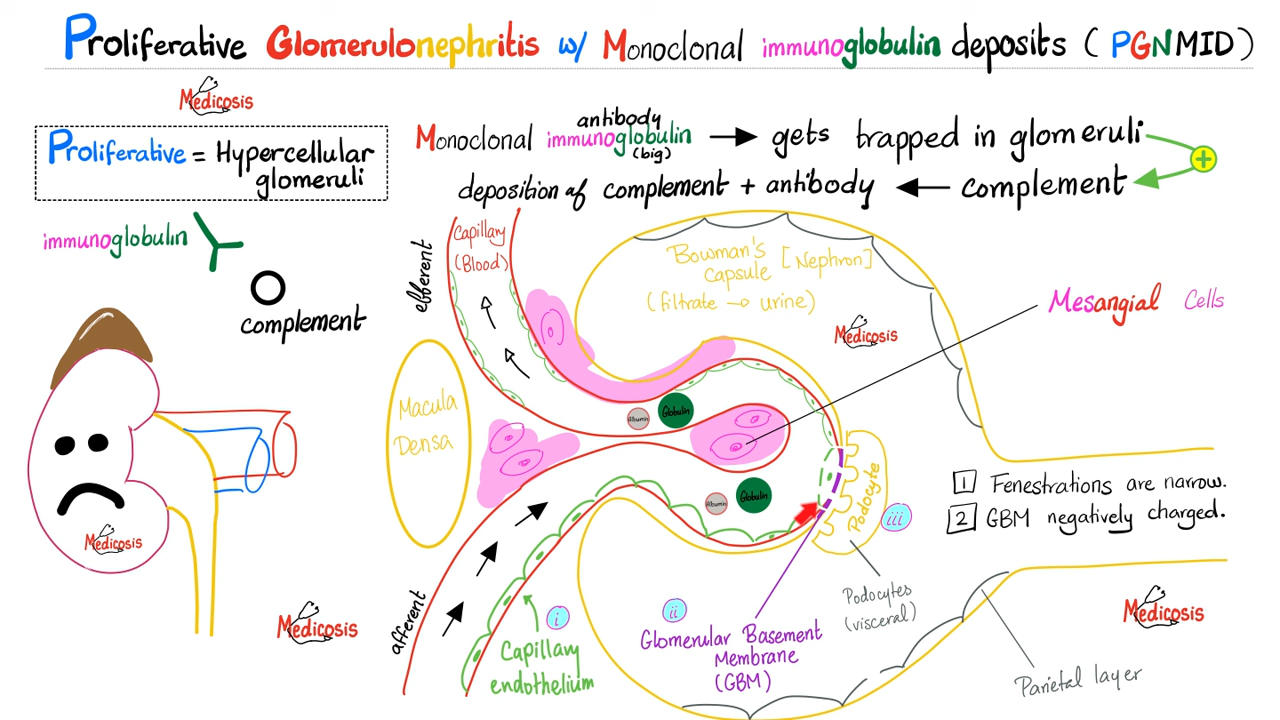 Proliferative Glomerulonephritis w/ Monoclonal immunoglobulin deposits (PGNMID)
Medicosis
Proliferative = Hypercellular
glomeruli
antibody
Monoclonal immunoglobulin → gets trapped in glomeruli
(big)
+
deposition of complement + antibody ← complement
immunoglobulin
complement
efferent
Capillary
(Blood)
Bowman's
Capsule [Nephron]
(filtrate → urine)
Mesangial Cells
Medicosis
Macula
Densa
Albumin
Globulin
Albumin
Globulin
Podocyte
iii
1 Fenestrations are narrow.
2 GBM negatively charged.
Medicosis
afferent
Medicosis
i
Capillary
endothelium
ii
Glomerular Basement
Membrane
(GBM)
Podocytes
(visceral)
Parietal layer
Medicosis